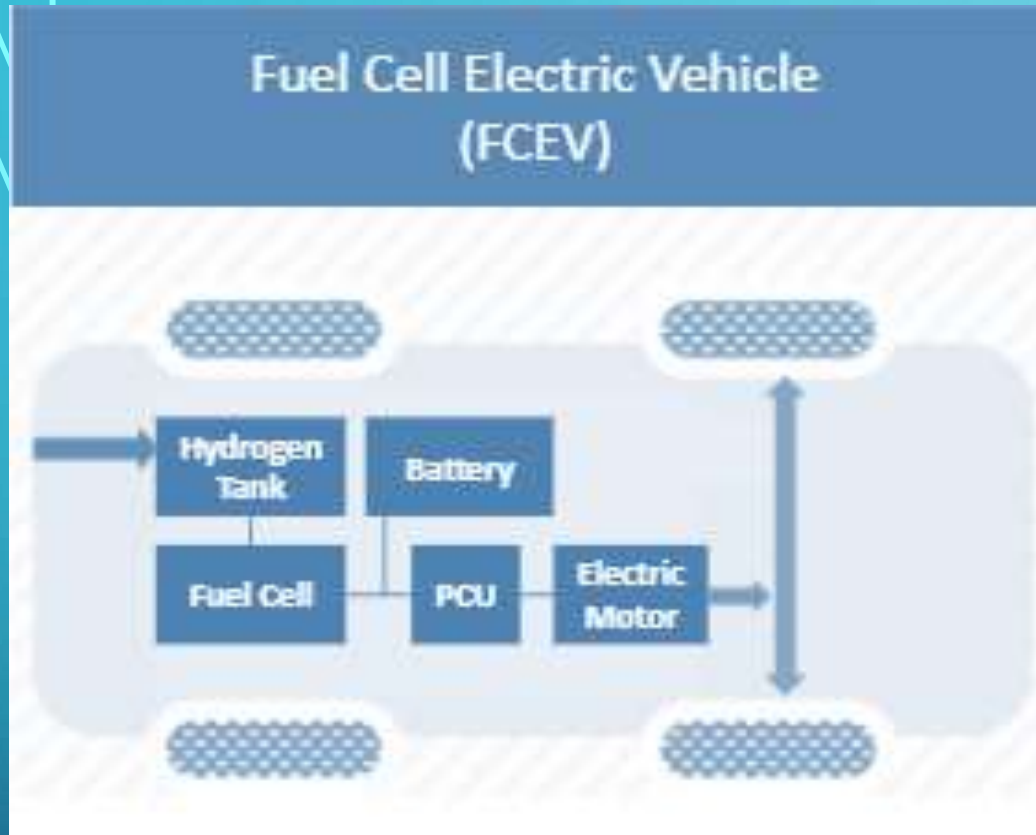 Fuel Cell Electric Vehicle
(FCEV)
Hydrogen
Tank
Battery
Fuel Cell
PCU
Electric
Motor